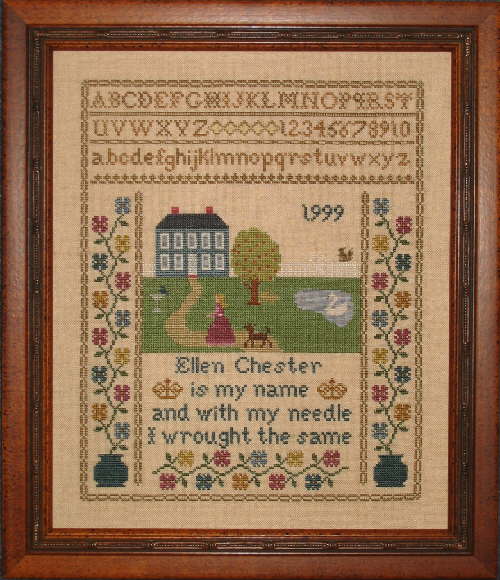 ABCDEFGHIJKLMNOPQRST
UVWXYZ 12345678910
abcdefghijklmnopqrstuvwxyz
1999
Ellen Chester
is my name
and with my needle
I wrought the same